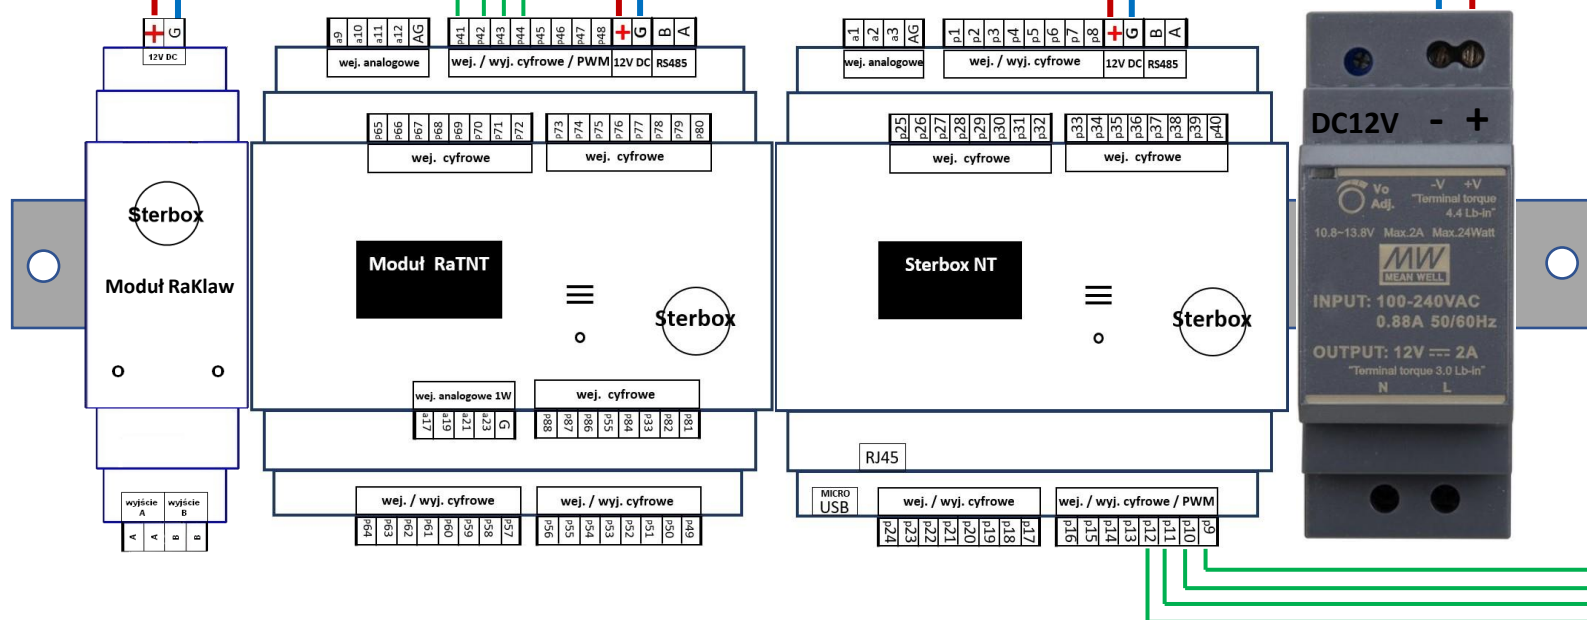 + G
12V DC
Sterbox
Moduł RaKlaw
wyjście A
wyjście B
A A B B
a9 a10 a11 a12 AG
wej. analogowe
p41 p42 p43 p44 p45 p46 p47 p48 + G B A
wej. / wyj. cyfrowe / PWM
12V DC
RS485
p65 p66 p67 p68 p69 p70 p71 p72
wej. cyfrowe
p73 p74 p75 p76 p77 p78 p79 p80
wej. cyfrowe
Moduł RaTNT
Sterbox
wej. analogowe 1W
a17 a19 a21 a23 G
wej. cyfrowe
p88 p87 p86 p55 p84 p33 p82 p81
wej. / wyj. cyfrowe
p64 p63 p62 p61 p60 p59 p58 p57
wej. / wyj. cyfrowe
p56 p55 p54 p53 p52 p51 p50 p49
a1 a2 a3 AG
wej. analogowe
p1 p2 p3 p4 p5 p6 p7 p8 + G B A
wej. / wyj. cyfrowe
12V DC
RS485
p25 p26 p27 p28 p29 p30 p31 p32
wej. cyfrowe
p33 p34 p35 p36 p37 p38 p39 p40
wej. cyfrowe
Sterbox NT
Sterbox
RJ45
MICRO
USB
wej. / wyj. cyfrowe
p24 p23 p22 p21 p20 p19 p18 p17
wej. / wyj. cyfrowe / PWM
p16 p15 p14 p13 p12 p11 p10 p9
DC12V - +
Vo Adj.
-V +V
"Terminal torque
4.4 Lb-in"
10.8~13.8V Max.2A Max.24Watt
MW
MEAN WELL
INPUT: 100-240VAC
0.88A 50/60Hz
OUTPUT: 12V 2A
"Terminal torque 3.0 Lb-in"
N L